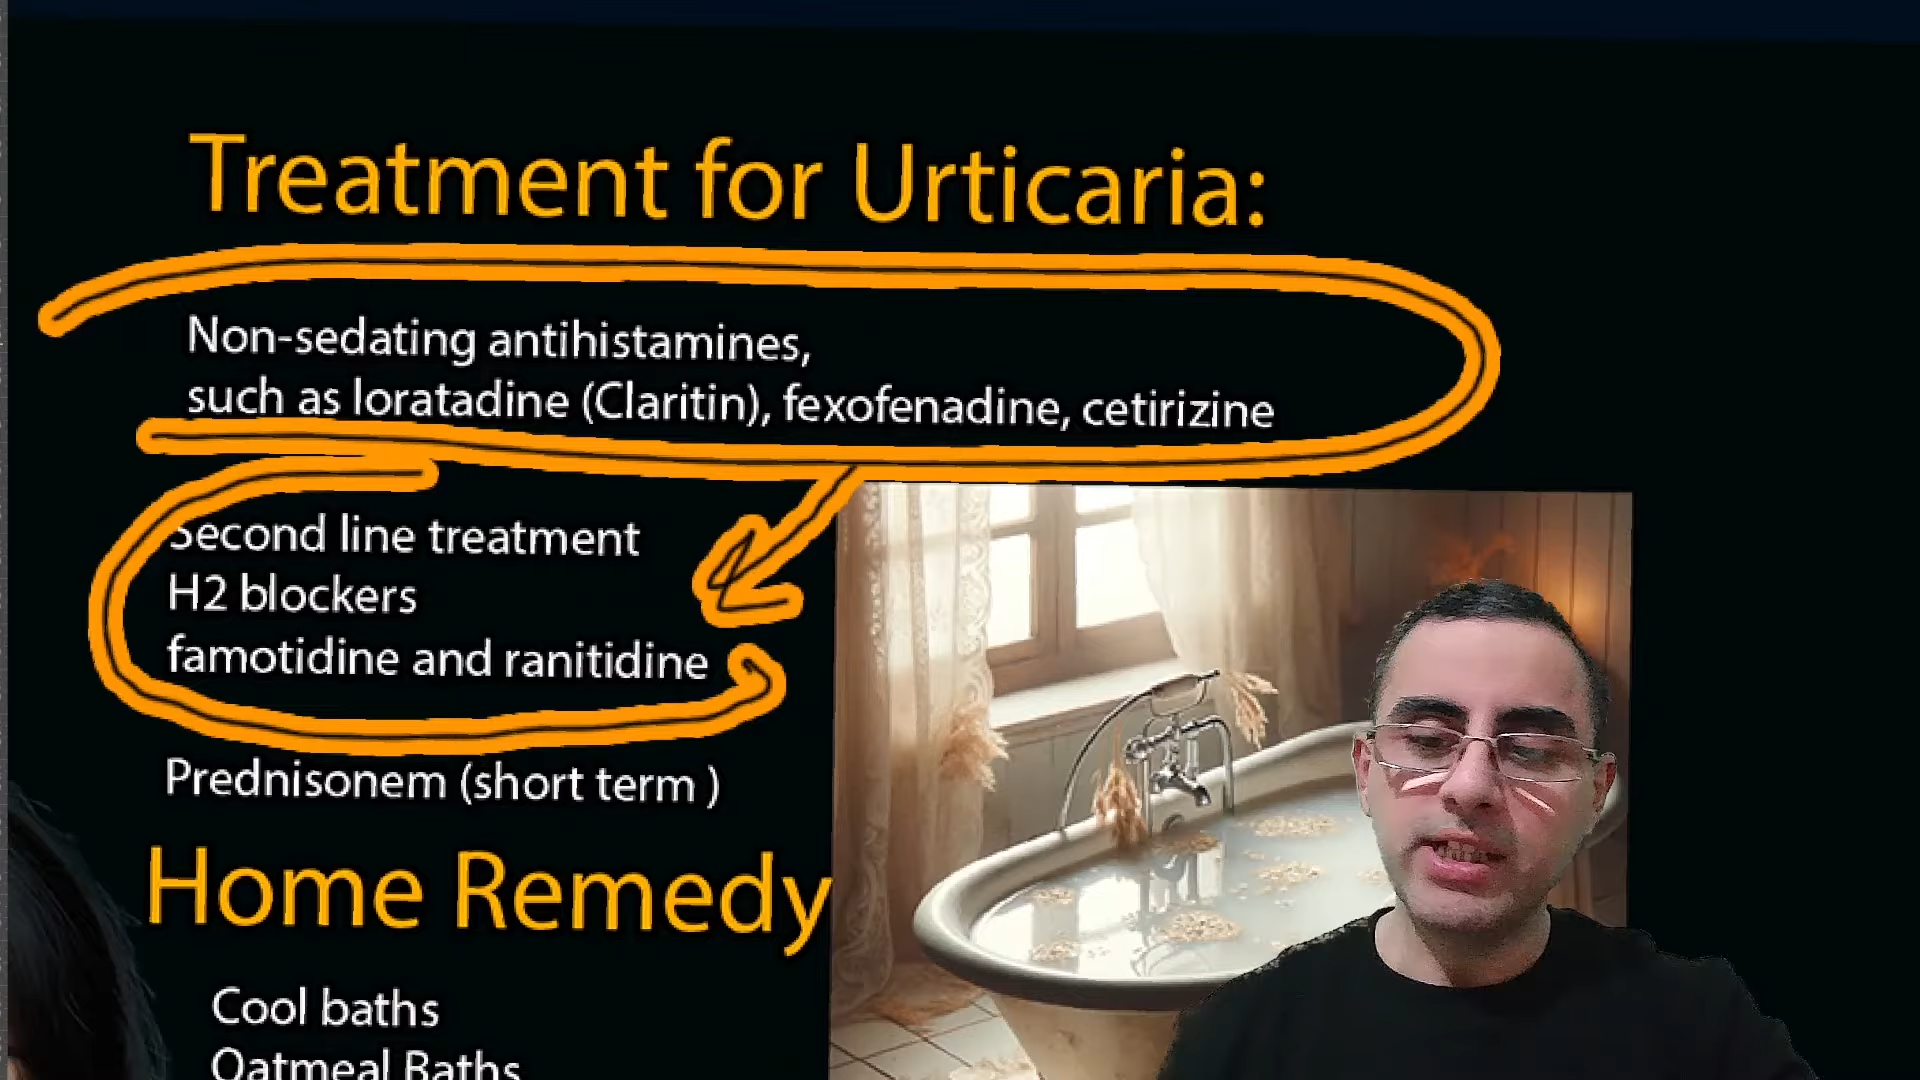 Treatment for Urticaria:
Non-sedating antihistamines,
such as loratadine (Claritin), fexofenadine, cetirizine
Second line treatment
H2 blockers
famotidine and ranitidine
Prednisonem (short term )
Home Remedy
Cool baths
Oatmeal Baths